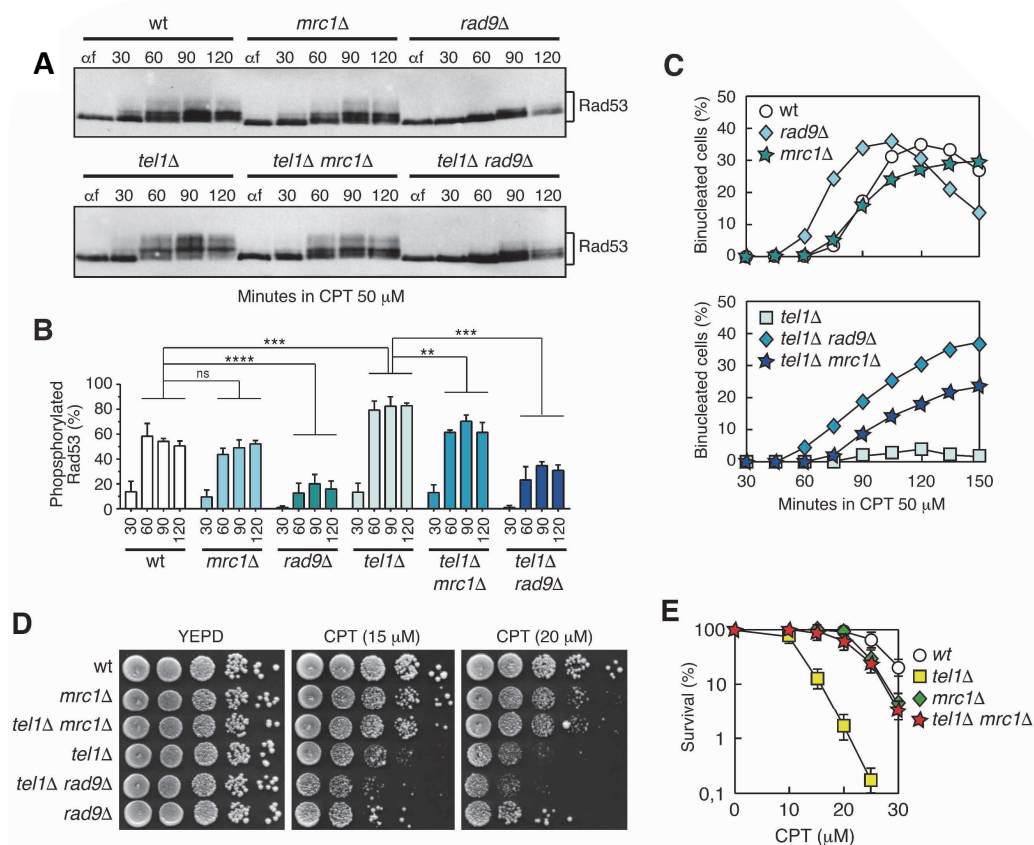 A
wt mrc1Δ rad9Δ
αf 30 60 90 120 αf 30 60 90 120 αf 30 60 90 120
Rad53
tel1Δ tel1Δ mrc1Δ tel1Δ rad9Δ
αf 30 60 90 120 αf 30 60 90 120 αf 30 60 90 120
Rad53
Minutes in CPT 50 µM
B
***
***
****
**
ns
Phopsphorylated
Rad53
(%)
100
80
60
40
20
0
30 60 90 120 30 60 90 120 30 60 90 120 30 60 90 120 30 60 90 120 30 60 90 120
wt mrc1Δ rad9Δ tel1Δ tel1Δ tel1Δ
mrc1Δ rad9Δ
C
Binucleated cells (%)
50
40
30
20
10
0
wt
rad9Δ
mrc1Δ
30 60 90 120 150
Binucleated cells (%)
50
40
30
20
10
0
tel1Δ
tel1Δ rad9Δ
tel1Δ mrc1Δ
30 60 90 120 150
Minutes in CPT 50 µM
D
YEPD CPT (15 µM) CPT (20 µM)
wt
mrc1Δ
tel1Δ mrc1Δ
tel1Δ
tel1Δ rad9Δ
rad9Δ
E
Survival (%)
100
10
1
0,1
0 10 20 30
CPT (µM)
wt
tel1Δ
mrc1Δ
tel1Δ mrc1Δ